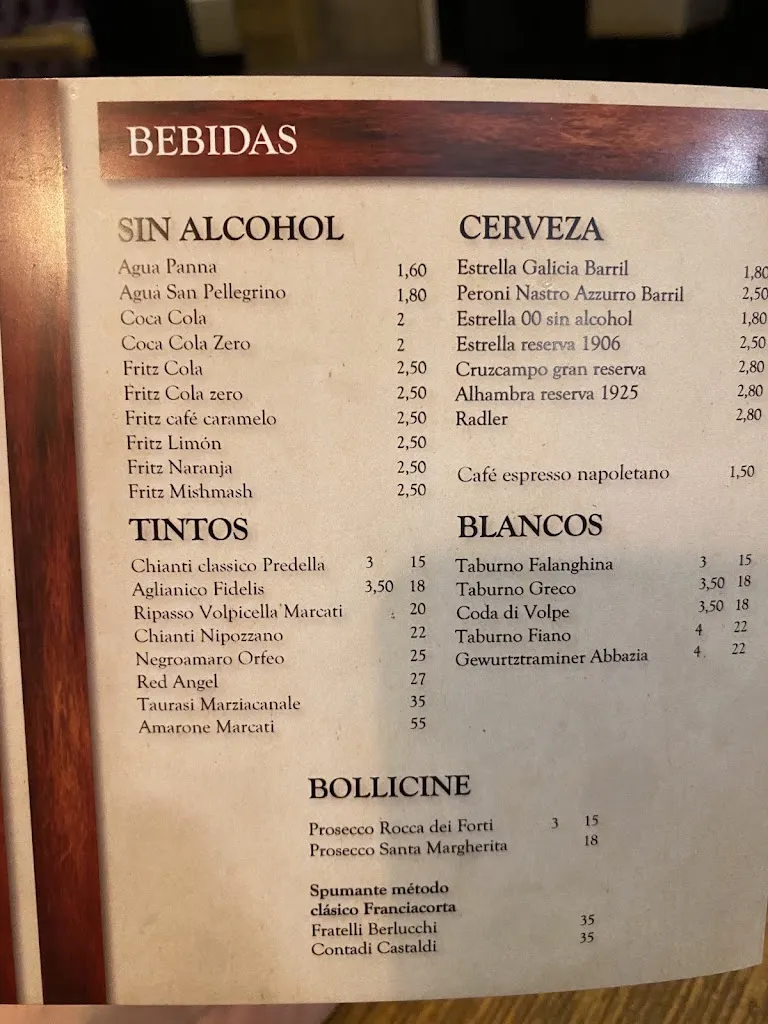 BEBIDAS
SIN ALCOHOL
Agua Panna 1,60
Agua San Pellegrino 1,80
Coca Cola 2
Coca Cola Zero 2
Fritz Cola 2,50
Fritz Cola zero 2,50
Fritz café caramelo 2,50
Fritz Limón 2,50
Fritz Naranja 2,50
Fritz Mishmash 2,50
CERVEZA
Estrella Galicia Barril 1,80
Peroni Nastro Azzurro Barril 2,50
Estrella 00 sin alcohol 1,80
Estrella reserva 1906 2,50
Cruzcampo gran reserva 2,80
Alhambra reserva 1925 2,80
Radler 2,80
Café espresso napoletano 1,50
TINTOS
Chianti classico Predella 3 15
Aglianico Fidelis 3,50 18
Ripasso Volpicella Marcati 20
Chianti Nipozzano 22
Negroamaro Orfeo 25
Red Angel 27
Taurasi Marziacanale 35
Amarone Marcati 55
BLANCOS
Taburno Falanghina 3 15
Taburno Greco 3,50 18
Coda di Volpe 3,50 18
Taburno Fiano 4 22
Gewurtztraminer Abbazia 4 22
BOLLICINE
Prosecco Rocca dei Forti 3 15
Prosecco Santa Margherita 18
Spumante método
clásico Franciacorta
Fratelli Berlucchi 35
Contadi Castaldi 35